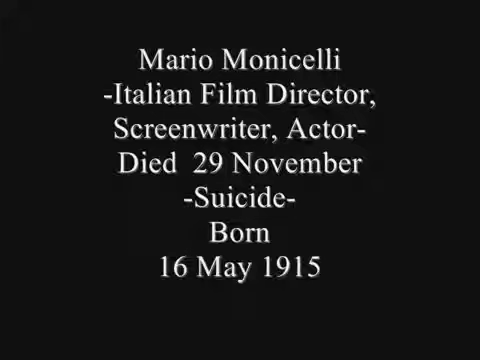 Mario Monicelli
-Italian Film Director,
Screenwriter, Actor-
Died  29 November
-Suicide-
Born
16 May 1915